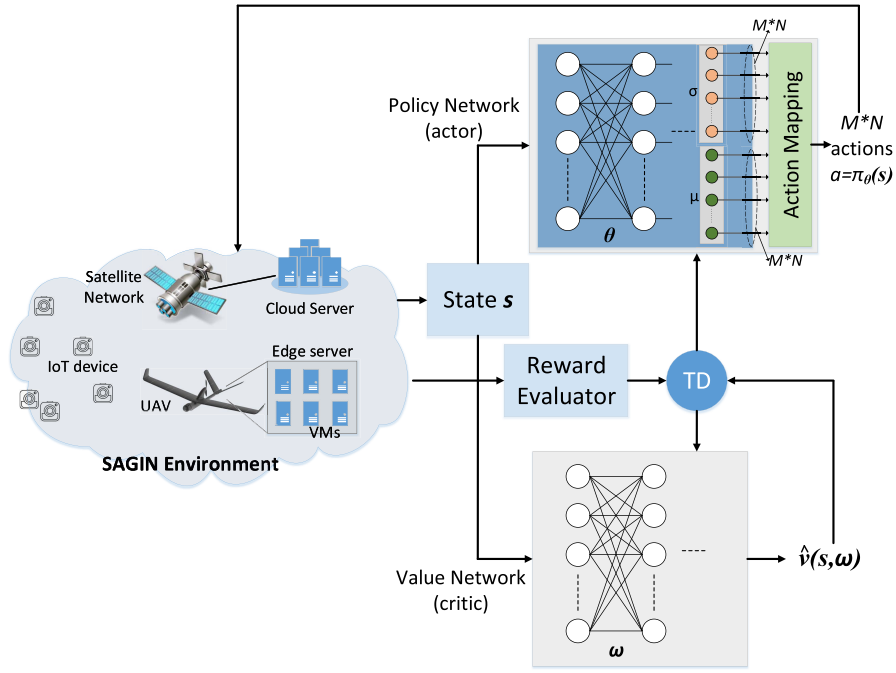 M*N
Policy Network
(actor)
σ
μ
θ
Action Mapping
M*N
actions
a=πθ(s)
M*N
Satellite
Network
Cloud Server
State s
IoT device
Edge server
UAV
VMs
SAGIN Environment
Reward
Evaluator
TD
Value Network
(critic)
ω
v̂(s,ω)